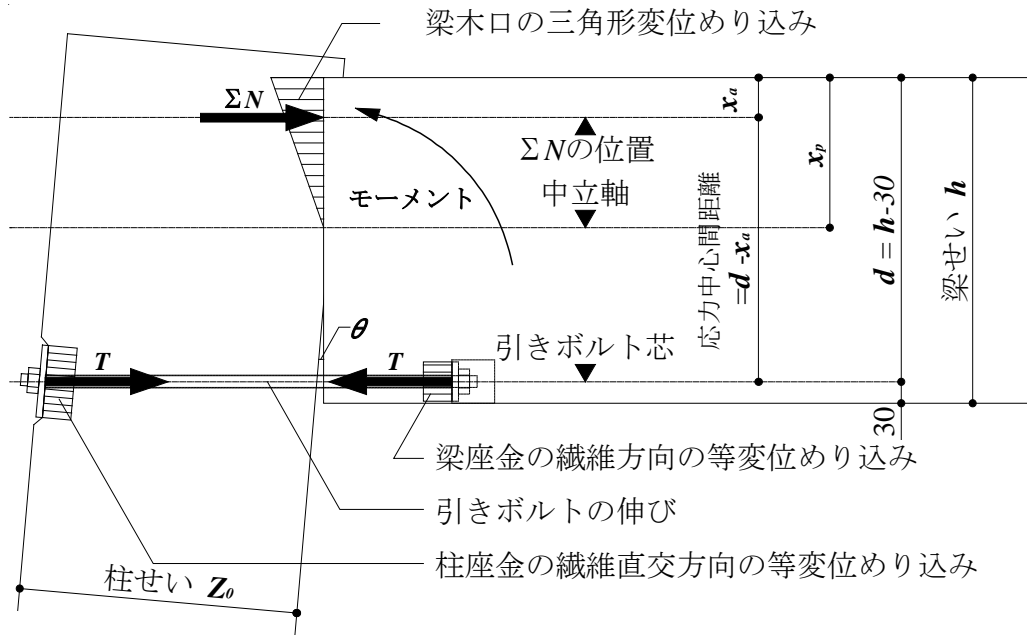 梁木口の三角形変位めり込み
ΣN
xa
ΣNの位置
xp
中立軸
モーメント
応力中心間距離
=d-xa
d = h-30
梁せい h
θ
引きボルト芯
T
T
30
梁座金の繊維方向の等変位めり込み
引きボルトの伸び
柱座金の繊維直交方向の等変位めり込み
柱せい Z0